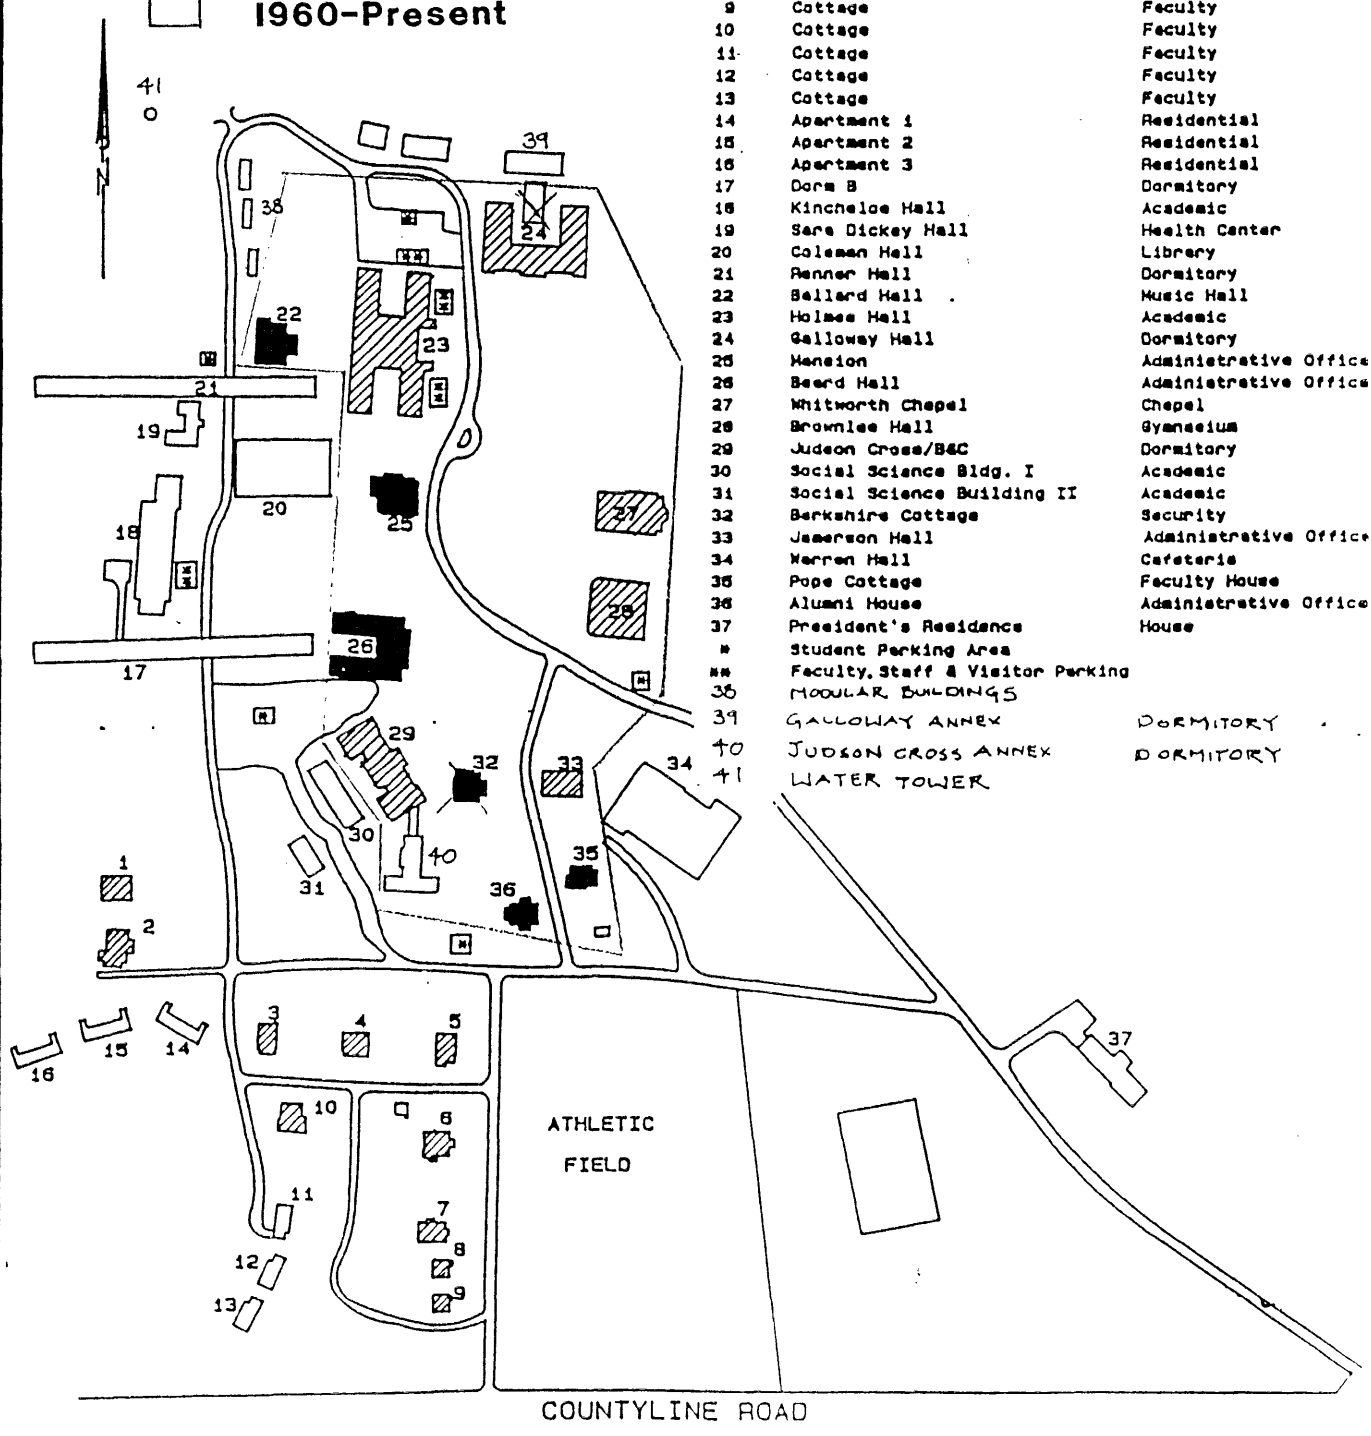 1960-Present
9 Cottage Faculty
10 Cottage Faculty
11 Cottage Faculty
12 Cottage Faculty
13 Cottage Faculty
14 Apartment 1 Residential
15 Apartment 2 Residential
16 Apartment 3 Residential
17 Dorm B Dormitory
18 Kincheloe Hall Academic
19 Sara Dickey Hall Health Center
20 Coleman Hall Library
21 Renner Hall Dormitory
22 Ballard Hall Music Hall
23 Holmes Hall Academic
24 Galloway Hall Dormitory
25 Mansion Administrative Office
26 Beard Hall Administrative Office
27 Whitworth Chapel Chapel
28 Brownlee Hall Gymnasium
29 Judson Cross/B&C Dormitory
30 Social Science Bldg. I Academic
31 Social Science Building II Academic
32 Berkshire Cottage Security
33 Jamerson Hall Administrative Office
34 Warren Hall Cafeteria
35 Pope Cottage Faculty House
36 Alumni House Administrative Office
37 President's Residence House
* Student Parking Area
** Faculty, Staff & Visitor Parking
38 MODULAR BUILDINGS
39 GALLOWAY ANNEX DORMITORY
40 JUDSON CROSS ANNEX DORMITORY
41 WATER TOWER
N
41
39
38
24
22
23
21
19
20
25
27
18
28
26
17
29
32
33
34
30
40
31
35
36
1
2
3
4
5
16
15
14
37
10
6
ATHLETIC
FIELD
11
7
12
8
13
9
COUNTYLINE ROAD